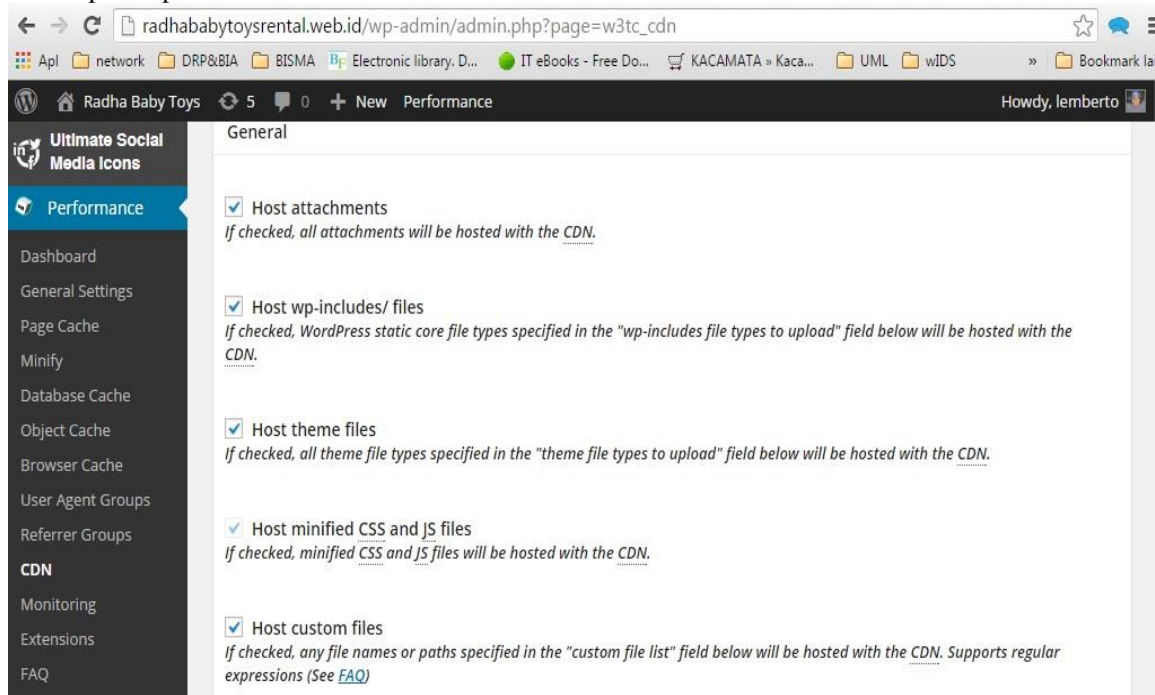 radhababytoysrental.web.id/wp-admin/admin.php?page=w3tc_cdn
Apl network DRP&BIA BISMA BF Electronic library. D... IT eBooks - Free Do... KACAMATA » Kaca... UML wIDS » Bookmark lai
Radha Baby Toys 5 0 + New Performance Howdy, lemberto
Ultimate Social
Media Icons
Performance
Dashboard
General Settings
Page Cache
Minify
Database Cache
Object Cache
Browser Cache
User Agent Groups
Referrer Groups
CDN
Monitoring
Extensions
FAQ
General
Host attachments
If checked, all attachments will be hosted with the CDN.
Host wp-includes/ files
If checked, WordPress static core file types specified in the "wp-includes file types to upload" field below will be hosted with the
CDN.
Host theme files
If checked, all theme file types specified in the "theme file types to upload" field below will be hosted with the CDN.
Host minified CSS and JS files
If checked, minified CSS and JS files will be hosted with the CDN.
Host custom files
If checked, any file names or paths specified in the "custom file list" field below will be hosted with the CDN. Supports regular
expressions (See FAQ)